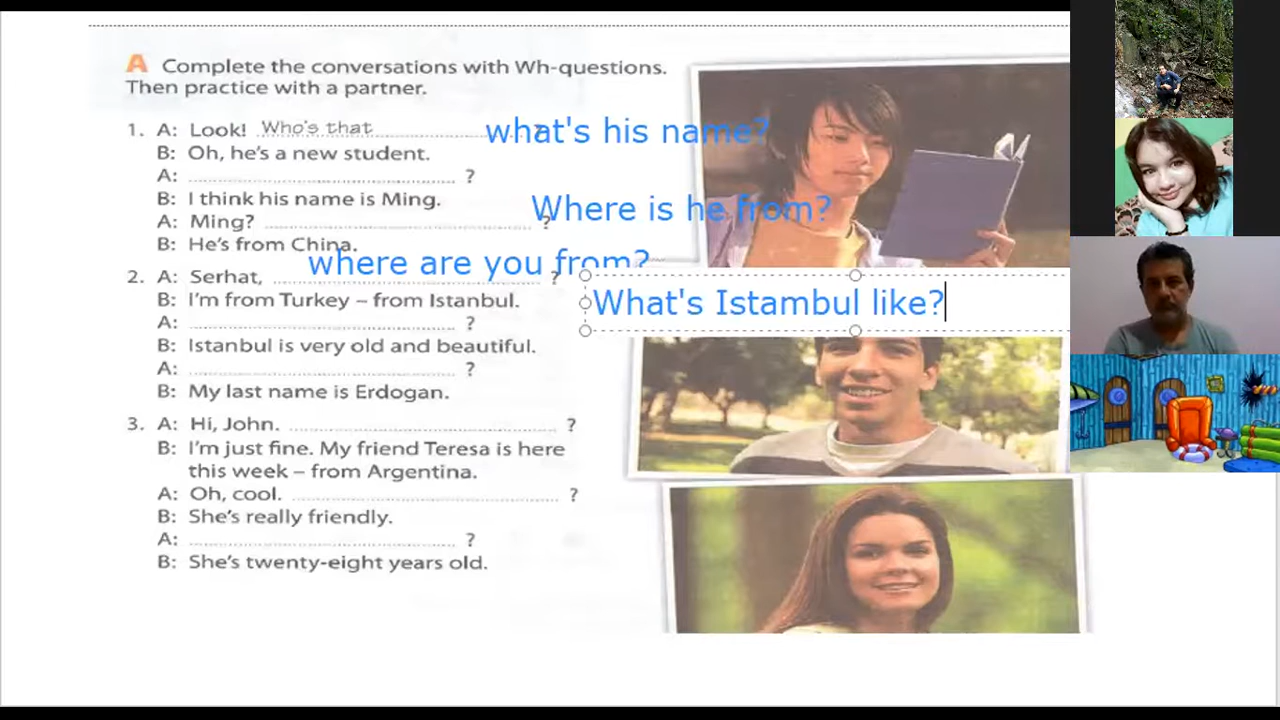 A Complete the conversations with Wh-questions.
Then practice with a partner.
1. A: Look! Who's that ?
what's his name?
B: Oh, he's a new student.
A: ?
B: I think his name is Ming.
Where is he from?
A: Ming? ?
B: He's from China.
where are you from?
2. A: Serhat, ?
B: I'm from Turkey – from Istanbul.
What's Istambul like?
A: ?
B: Istanbul is very old and beautiful.
A: ?
B: My last name is Erdogan.
3. A: Hi, John. ?
B: I'm just fine. My friend Teresa is here
this week – from Argentina.
A: Oh, cool. ?
B: She's really friendly.
A: ?
B: She's twenty-eight years old.